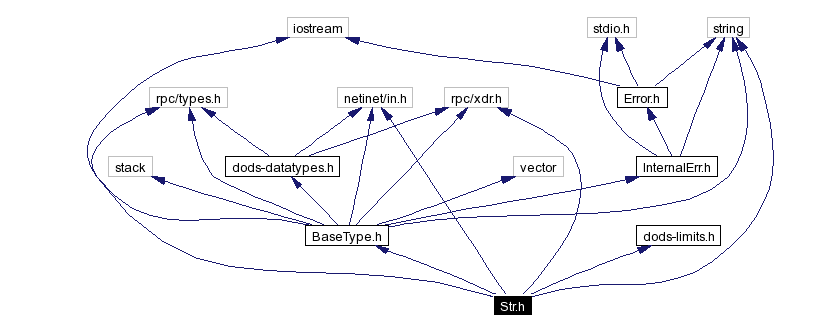 iostream
stdio.h
string
rpc/types.h
netinet/in.h
rpc/xdr.h
Error.h
stack
dods-datatypes.h
vector
InternalErr.h
BaseType.h
dods-limits.h
Str.h